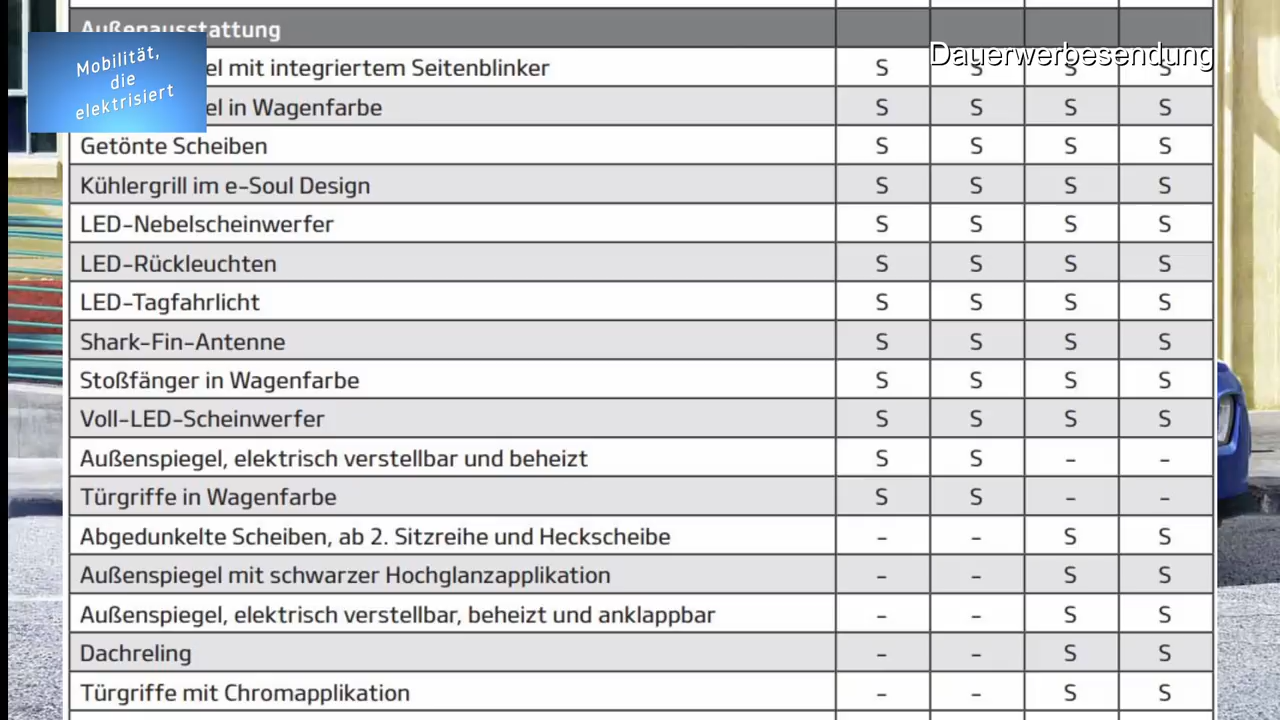 Außenausstattung
Dauerwerbesendung
Mobilität,
die
elektrisiert
el mit integriertem Seitenblinker S S S S
el in Wagenfarbe S S S S
Getönte Scheiben S S S S
Kühlergrill im e-Soul Design S S S S
LED-Nebelscheinwerfer S S S S
LED-Rückleuchten S S S S
LED-Tagfahrlicht S S S S
Shark-Fin-Antenne S S S S
Stoßfänger in Wagenfarbe S S S S
Voll-LED-Scheinwerfer S S S S
Außenspiegel, elektrisch verstellbar und beheizt S S - -
Türgriffe in Wagenfarbe S S - -
Abgedunkelte Scheiben, ab 2. Sitzreihe und Heckscheibe - - S S
Außenspiegel mit schwarzer Hochglanzapplikation - - S S
Außenspiegel, elektrisch verstellbar, beheizt und anklappbar - - S S
Dachreling - - S S
Türgriffe mit Chromapplikation - - S S